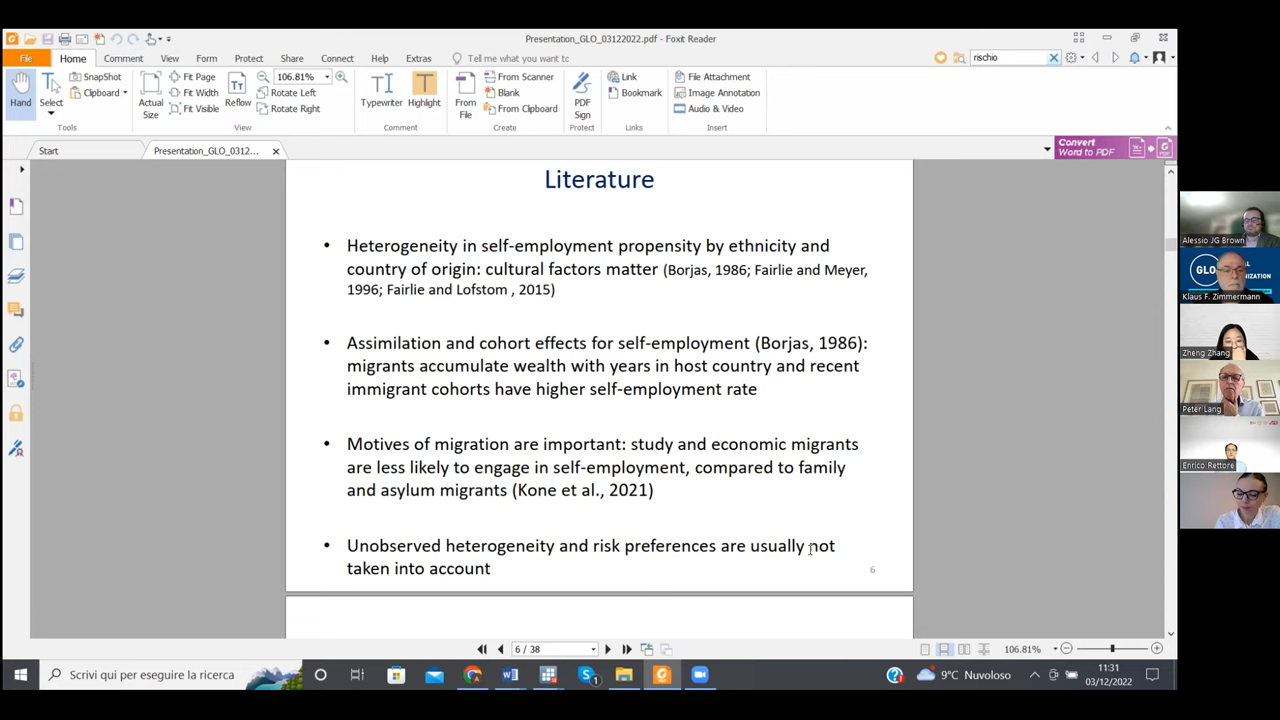 Presentation_GLO_03122022.pdf - Foxit Reader
File Home Comment View Form Protect Share Connect Help Extras Tell me what you want to do
rischio
Hand
Select
SnapShot
Clipboard
Tools
Actual Size
Fit Page
Fit Width
Fit Visible
Reflow
106.81%
Rotate Left
Rotate Right
View
Typewriter
Highlight
Comment
From File
From Scanner
Blank
From Clipboard
Create
PDF Sign
Protect
Link
Bookmark
Links
File Attachment
Image Annotation
Audio & Video
Insert
Start
Presentation_GLO_0312...
Convert
Word to PDF
Literature
• Heterogeneity in self-employment propensity by ethnicity and
country of origin: cultural factors matter (Borjas, 1986; Fairlie and Meyer,
1996; Fairlie and Lofstom , 2015)
• Assimilation and cohort effects for self-employment (Borjas, 1986):
migrants accumulate wealth with years in host country and recent
immigrant cohorts have higher self-employment rate
• Motives of migration are important: study and economic migrants
are less likely to engage in self-employment, compared to family
and asylum migrants (Kone et al., 2021)
• Unobserved heterogeneity and risk preferences are usually not
taken into account
6
6 / 38
106.81%
Scrivi qui per eseguire la ricerca
9°C Nuvoloso
11:31
03/12/2022
Alessio JG Brown
GLO
Klaus F. Zimmermann
Zheng Zhang
Peter Lang
Enrico Rettore